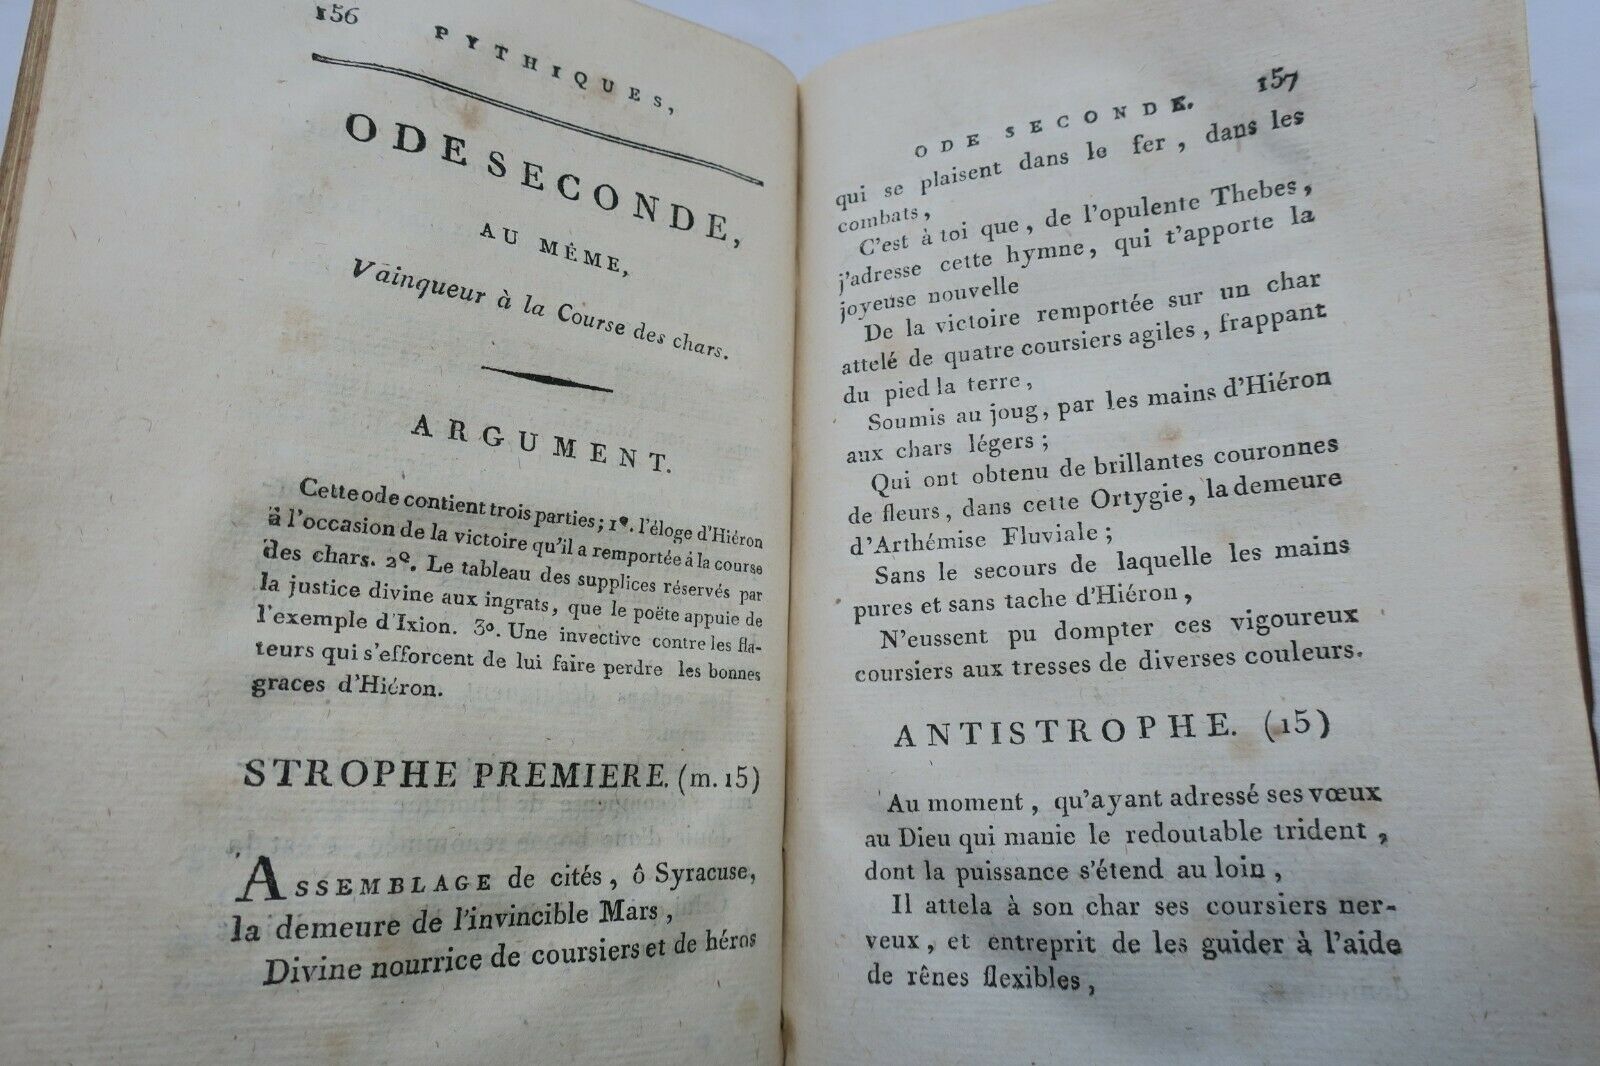 156
PYTHIQUES,
ODE SECONDE,
AU MÊME,
Vainqueur à la Course des chars.
ARGUMENT.
Cette ode contient trois parties; 1º. l'éloge d'Hiéron
à l'occasion de la victoire qu'il a remportée à la course
des chars. 2º. Le tableau des supplices réservés par
la justice divine aux ingrats, que le poëte appuie de
l'exemple d'Ixion. 3º. Une invective contre les fla-
teurs qui s'efforcent de lui faire perdre les bonnes
graces d'Hiéron.
STROPHE PREMIERE. (m. 15)
ASSEMBLAGE de cités, ô Syracuse,
la demeure de l'invincible Mars,
Divine nourrice de coursiers et de héros
ODE SECONDE. 157
qui se plaisent dans le fer, dans les
combats,
C'est à toi que, de l'opulente Thebes,
j'adresse cette hymne, qui t'apporte la
joyeuse nouvelle
De la victoire remportée sur un char
attelé de quatre coursiers agiles, frappant
du pied la terre,
Soumis au joug, par les mains d'Hiéron
aux chars légers;
Qui ont obtenu de brillantes couronnes
de fleurs, dans cette Ortygie, la demeure
d'Arthémise Fluviale;
Sans le secours de laquelle les mains
pures et sans tache d'Hiéron,
N'eussent pu dompter ces vigoureux
coursiers aux tresses de diverses couleurs.
ANTISTROPHE. (15)
Au moment, qu'ayant adressé ses vœux
au Dieu qui manie le redoutable trident,
dont la puissance s'étend au loin,
Il attela à son char ses coursiers ner-
veux, et entreprit de les guider à l'aide
de rênes flexibles,